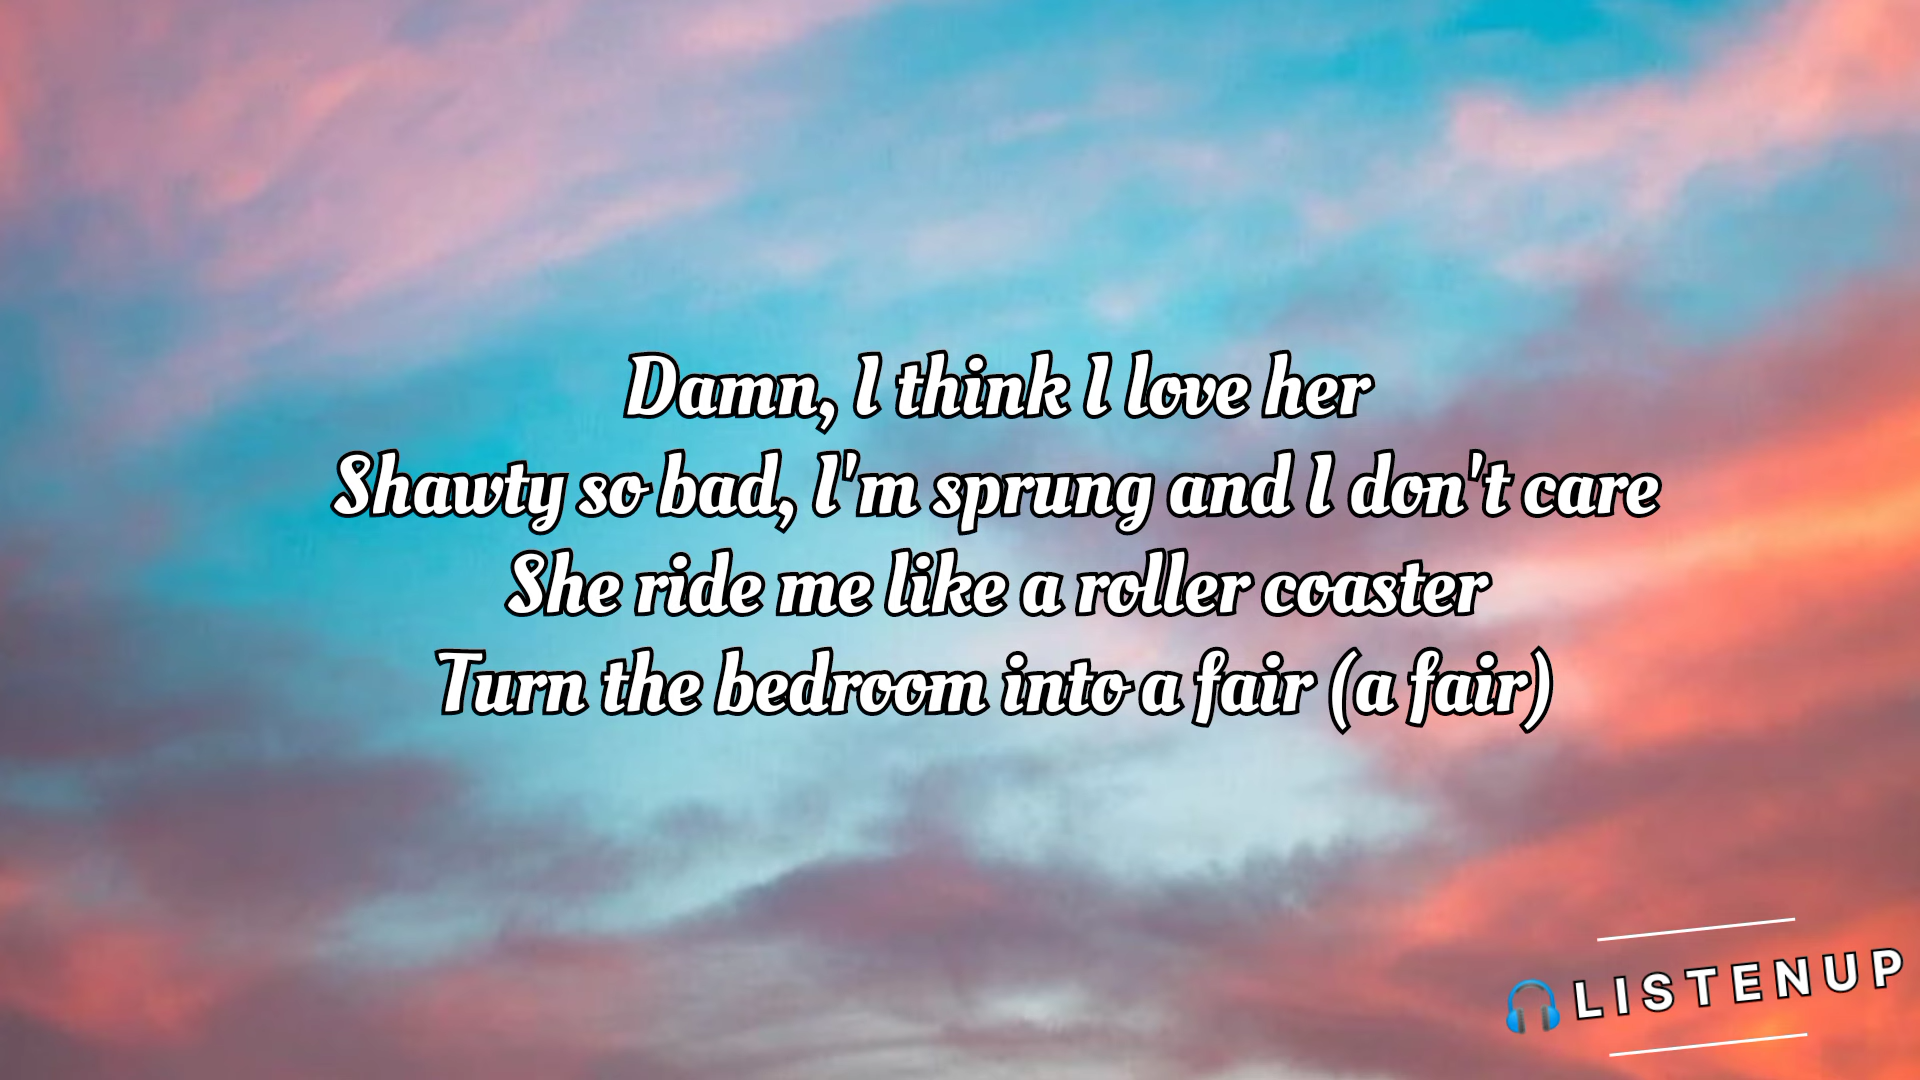 Damn, I think I love her
Shawty so bad, I'm sprung and I don't care
She ride me like a roller coaster
Turn the bedroom into a fair (a fair)
LISTENUP